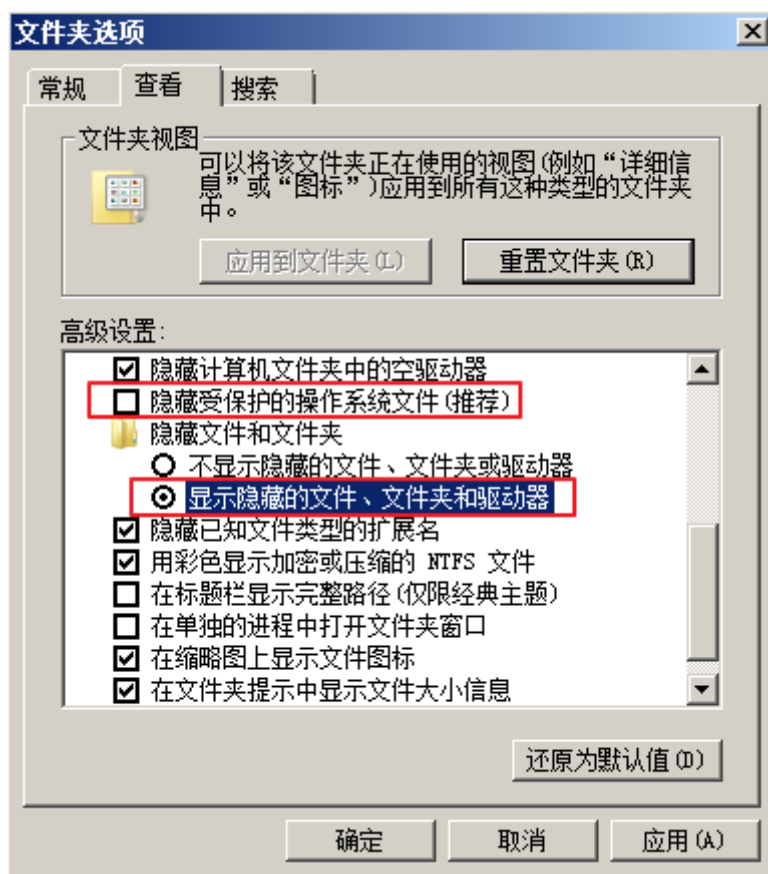 文件夹选项
常规
查看
搜索
文件夹视图
可以将该文件夹正在使用的视图(例如“详细信
息”或“图标”)应用到所有这种类型的文件夹
中。
应用到文件夹(L)
重置文件夹(R)
高级设置:
隐藏计算机文件夹中的空驱动器
隐藏受保护的操作系统文件(推荐)
隐藏文件和文件夹
不显示隐藏的文件、文件夹或驱动器
显示隐藏的文件、文件夹和驱动器
隐藏已知文件类型的扩展名
用彩色显示加密或压缩的 NTFS 文件
在标题栏显示完整路径(仅限经典主题)
在单独的进程中打开文件夹窗口
在缩略图上显示文件图标
在文件夹提示中显示文件大小信息
还原为默认值(D)
确定
取消
应用(A)